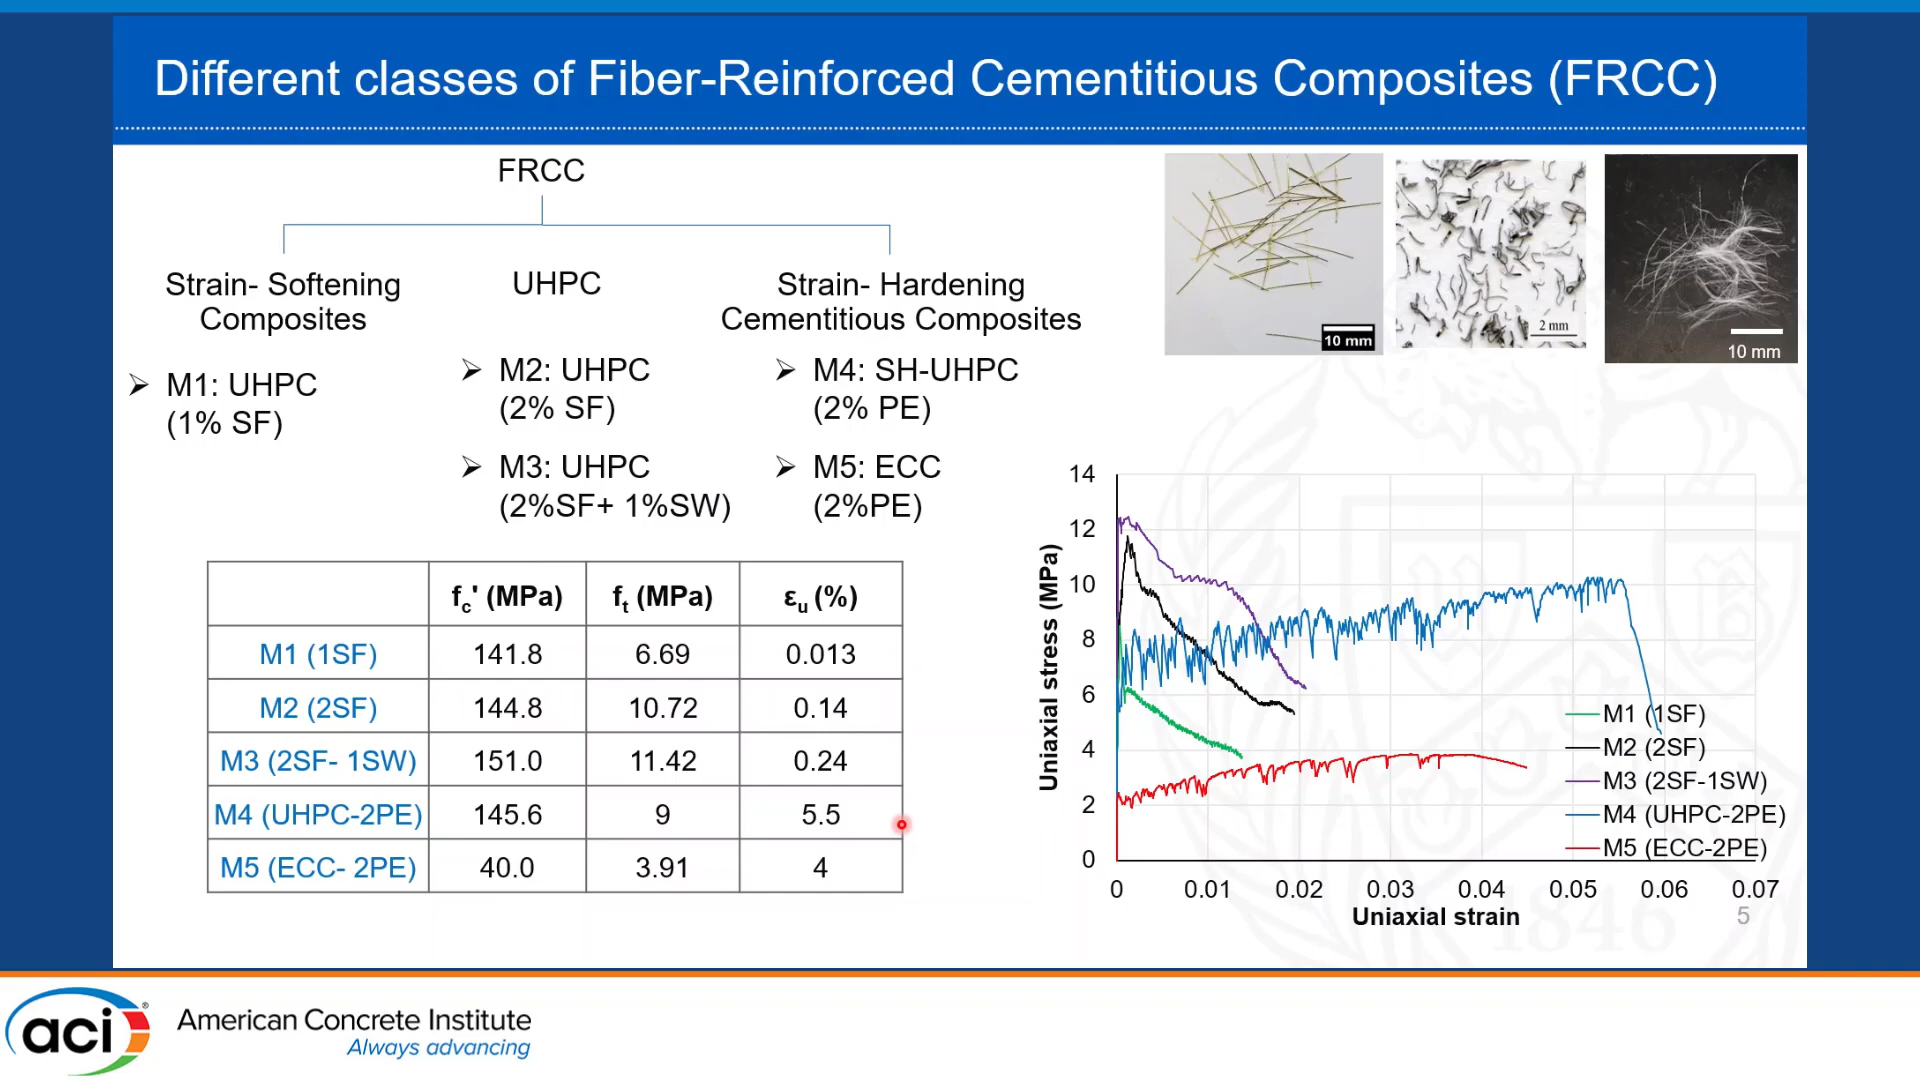 Different classes of Fiber-Reinforced Cementitious Composites (FRCC)
FRCC
Strain- Softening
Composites
UHPC
Strain- Hardening
Cementitious Composites
➢ M1: UHPC
(1% SF)
➢ M2: UHPC
(2% SF)
➢ M3: UHPC
(2%SF+ 1%SW)
➢ M4: SH-UHPC
(2% PE)
➢ M5: ECC
(2%PE)
10 mm
2 mm
10 mm
fc' (MPa) ft (MPa) εu (%)
M1 (1SF) 141.8 6.69 0.013
M2 (2SF) 144.8 10.72 0.14
M3 (2SF- 1SW) 151.0 11.42 0.24
M4 (UHPC-2PE) 145.6 9 5.5
M5 (ECC- 2PE) 40.0 3.91 4
Uniaxial stress (MPa)
14
12
10
8
6
4
2
0
M1 (1SF)
M2 (2SF)
M3 (2SF-1SW)
M4 (UHPC-2PE)
M5 (ECC-2PE)
0 0.01 0.02 0.03 0.04 0.05 0.06 0.07
Uniaxial strain
1846
5
aci®
American Concrete Institute
Always advancing